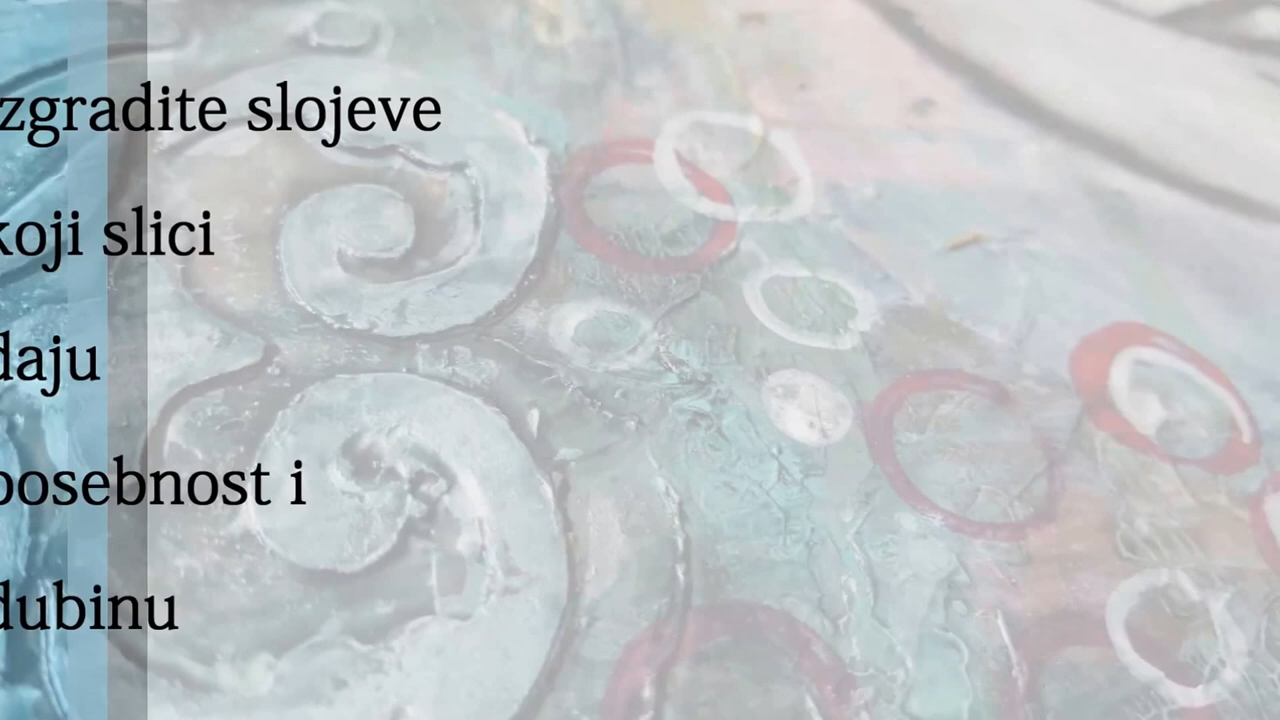 zgradite slojeve
koji slici
daju
posebnost i
dubinu